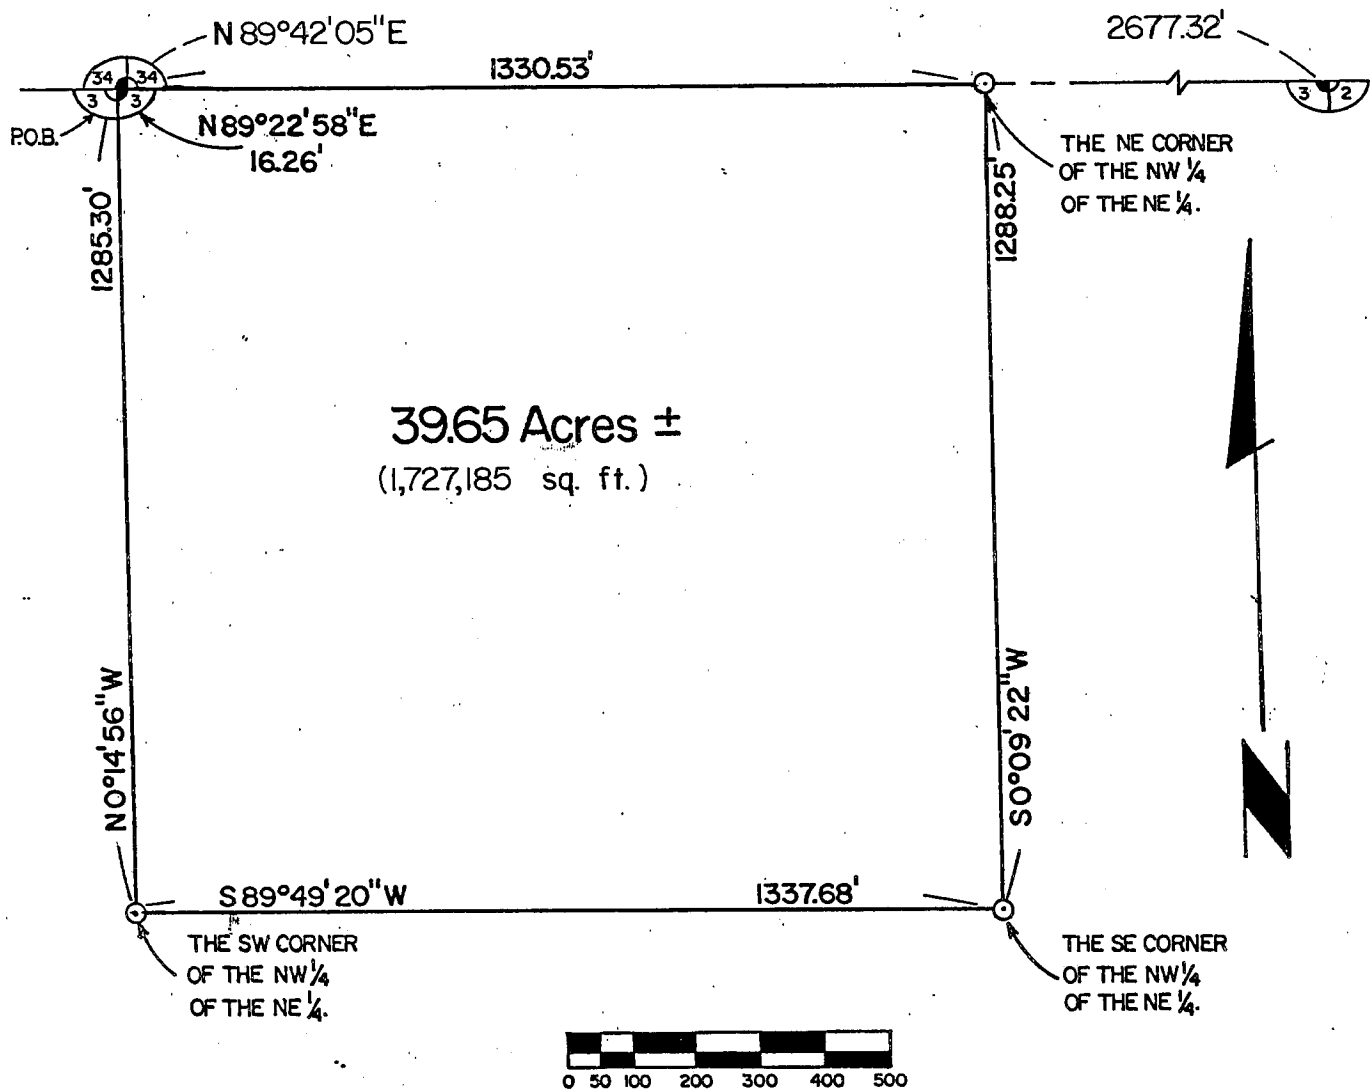 N 89°42'05"E
2677.32'
1330.53'
34 34
3 3
3 2
P.O.B.
N 89°22'58"E
16.26'
THE NE CORNER
OF THE NW 1/4
OF THE NE 1/4.
1285.30'
1288.25'
39.65 Acres ±
(1,727,185 sq. ft.)
N 0°14'56"W
S 0°09'22"W
S 89°49'20"W
1337.68'
THE SW CORNER
OF THE NW 1/4
OF THE NE 1/4.
THE SE CORNER
OF THE NW 1/4
OF THE NE 1/4.
N
0 50 100 200 300 400 500